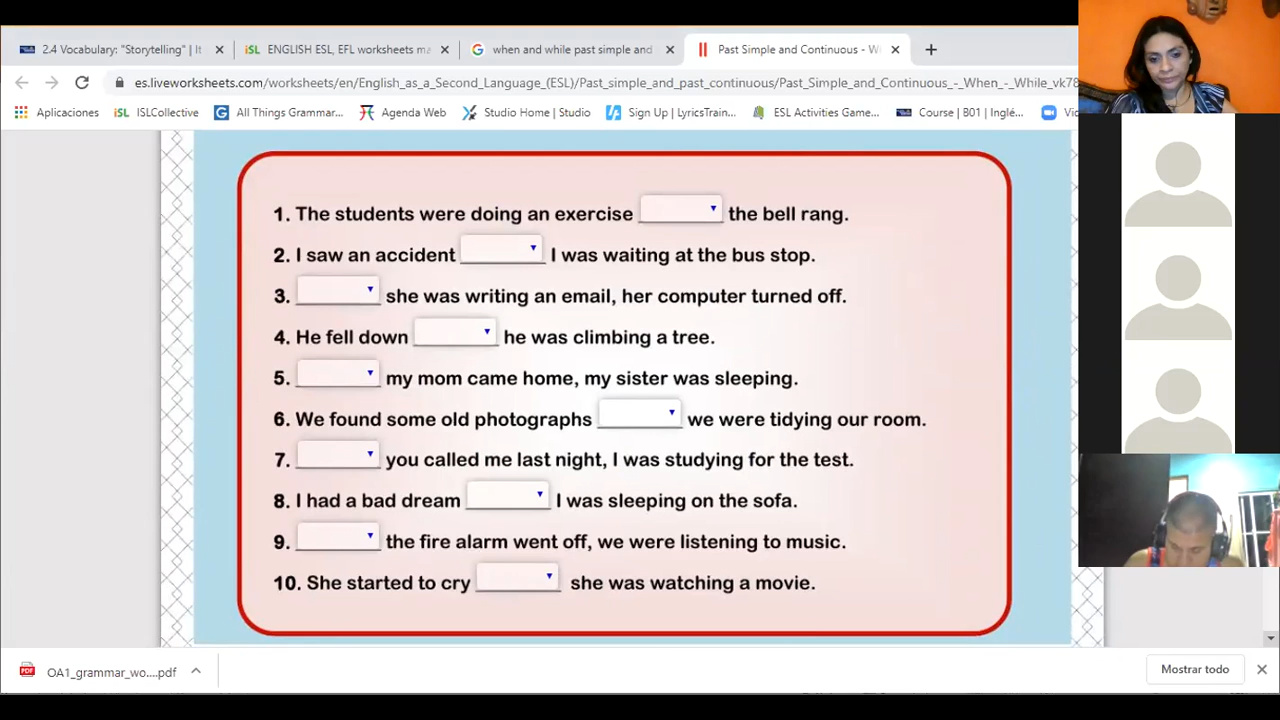 2.4 Vocabulary: "Storytelling" | It
ENGLISH ESL, EFL worksheets ma
when and while past simple and
Past Simple and Continuous - W
es.liveworksheets.com/worksheets/en/English_as_a_Second_Language_(ESL)/Past_simple_and_past_continuous/Past_Simple_and_Continuous_-_When_-_While_vk78
Aplicaciones
iSL ISLCollective
All Things Grammar...
Agenda Web
Studio Home | Studio
Sign Up | LyricsTrain...
ESL Activities Game...
Course | B01 | Inglé...
Vi
1. The students were doing an exercise the bell rang.
2. I saw an accident I was waiting at the bus stop.
3. she was writing an email, her computer turned off.
4. He fell down he was climbing a tree.
5. my mom came home, my sister was sleeping.
6. We found some old photographs we were tidying our room.
7. you called me last night, I was studying for the test.
8. I had a bad dream I was sleeping on the sofa.
9. the fire alarm went off, we were listening to music.
10. She started to cry she was watching a movie.
OA1_grammar_wo....pdf
Mostrar todo